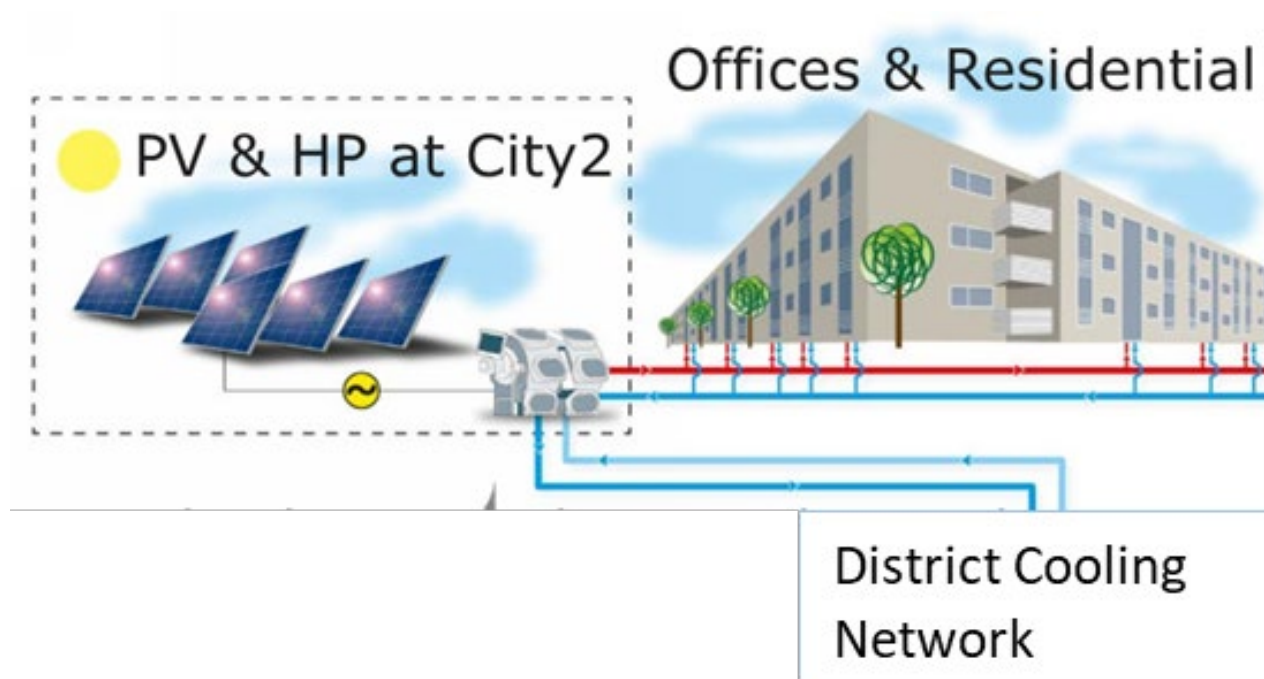 Offices & Residential
PV & HP at City2
District Cooling
Network